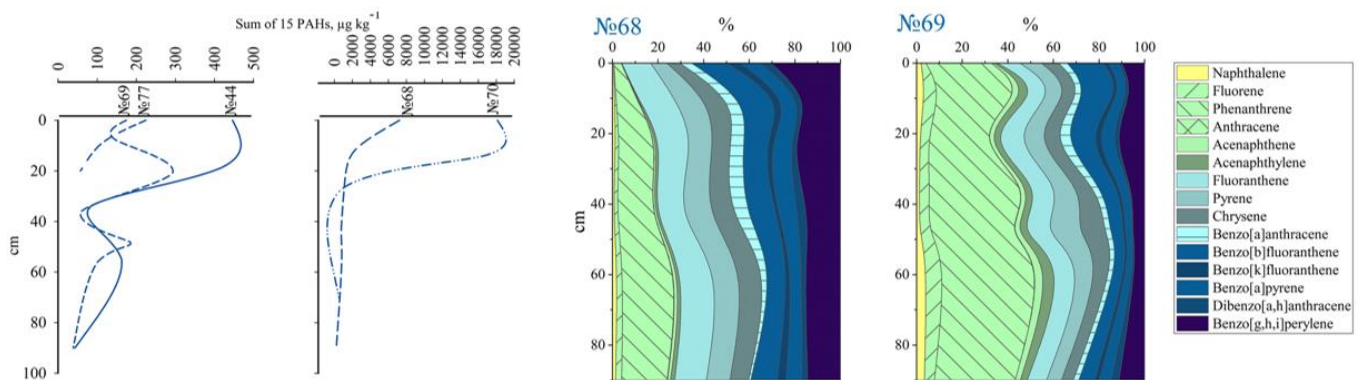 Sum of 15 PAHs, µg kg⁻¹
0
100
200
300
400
500
0
2000
4000
6000
8000
10000
12000
14000
16000
18000
20000
№69
№77
№44
№68
№70
0
20
40
60
80
100
cm
№68
%
0 20 40 60 80 100
0
20
40
60
80
cm
№69
%
0 20 40 60 80 100
0
20
40
60
80
cm
Naphthalene
Fluorene
Phenanthrene
Anthracene
Acenaphthene
Acenaphthylene
Fluoranthene
Pyrene
Chrysene
Benzo[a]anthracene
Benzo[b]fluoranthene
Benzo[k]fluoranthene
Benzo[a]pyrene
Dibenzo[a,h]anthracene
Benzo[g,h,i]perylene